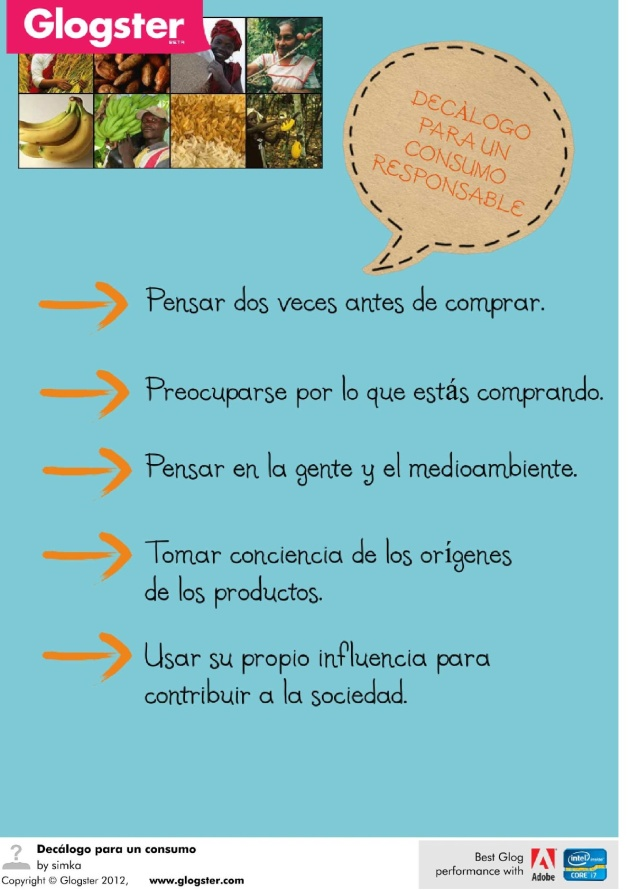 Glogster
BETA
DECÁLOGO
PARA UN
CONSUMO
RESPONSABLE
Pensar dos veces antes de comprar.
Preocuparse por lo que estás comprando.
Pensar en la gente y el medioambiente.
Tomar conciencia de los orígenes
de los productos.
Usar su propio influencia para
contribuir a la sociedad.
?
Decálogo para un consumo
by simka
Copyright © Glogster 2012, www.glogster.com
Best Glog
performance with
Adobe
intel inside
CORE i7